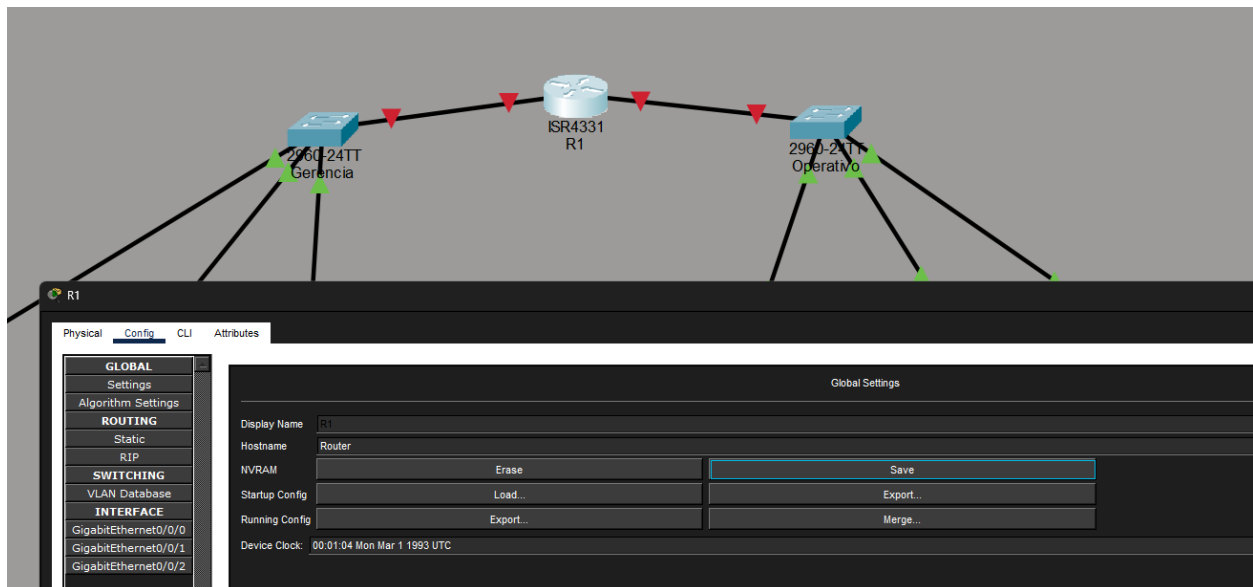 ISR4331
R1
2960-24TT
Gerencia
2960-24TT
Operativo
R1
Physical Config CLI Attributes
GLOBAL
Settings
Algorithm Settings
ROUTING
Static
RIP
SWITCHING
VLAN Database
INTERFACE
GigabitEthernet0/0/0
GigabitEthernet0/0/1
GigabitEthernet0/0/2
Global Settings
Display Name R1
Hostname Router
NVRAM Erase Save
Startup Config Load... Export...
Running Config Export... Merge...
Device Clock: 00:01:04 Mon Mar 1 1993 UTC